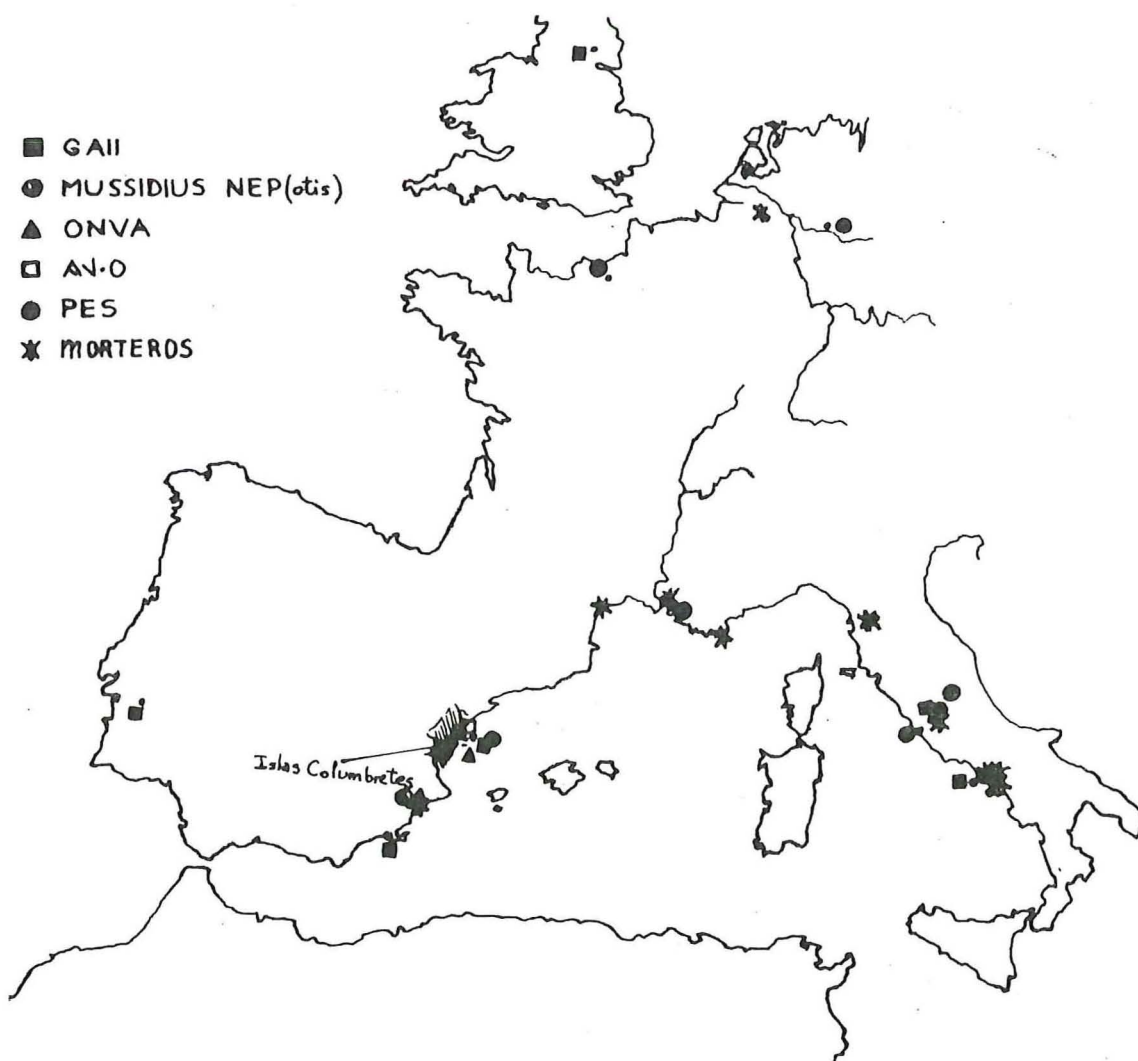 GAII
MUSSIDIUS NEP(otis)
ONVA
AV·O
PES
MORTEROS
Islas Columbretes